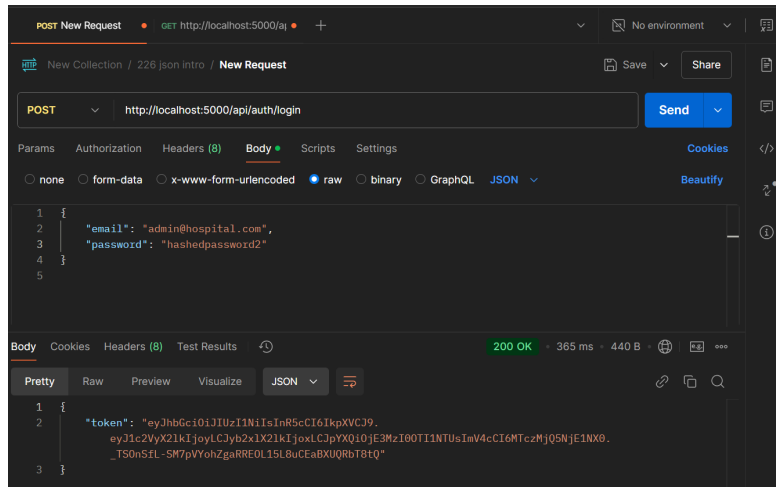 POST New Request GET http://localhost:5000/a No environment
HTTP New Collection / 226 json intro / New Request Save Share
POST http://localhost:5000/api/auth/login Send
Params Authorization Headers (8) Body Scripts Settings Cookies
none form-data x-www-form-urlencoded raw binary GraphQL JSON Beautify
1 {
2 "email": "admin@hospital.com",
3 "password": "hashedpassword2"
4 }
5
Body Cookies Headers (8) Test Results 200 OK 365 ms 440 B e.g.
Pretty Raw Preview Visualize JSON
1 {
2 "token": "eyJhbGciOiJIUzI1NiIsInR5cCI6IkpXVCJ9.
eyJ1c2VyX2lkIjoyLCJyb2xlX2lkIjoxLCJpYXQiOjE3MzI0OTI1NTUsImV4cCI6MTczMjQ5NjE1NX0.
_TSOnSfL-SM7pVYohZgaRREOL15L8uCEaBXUQRbT8tQ"
3 }